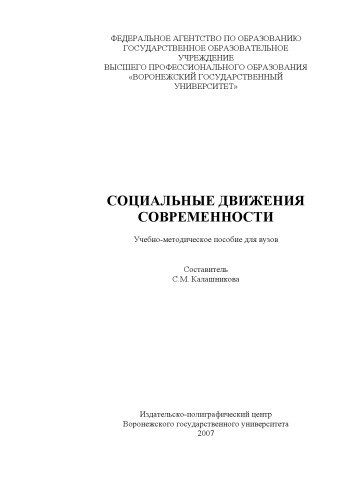 ФЕДЕРАЛЬНОЕ АГЕНТСТВО ПО ОБРАЗОВАНИЮ
ГОСУДАРСТВЕННОЕ ОБРАЗОВАТЕЛЬНОЕ
УЧРЕЖДЕНИЕ
ВЫСШЕГО ПРОФЕССИОНАЛЬНОГО ОБРАЗОВАНИЯ
«ВОРОНЕЖСКИЙ ГОСУДАРСТВЕННЫЙ
УНИВЕРСИТЕТ»
СОЦИАЛЬНЫЕ ДВИЖЕНИЯ
СОВРЕМЕННОСТИ
Учебно-методическое пособие для вузов
Составитель
С.М. Калашникова
Издательско-полиграфический центр
Воронежского государственного университета
2007